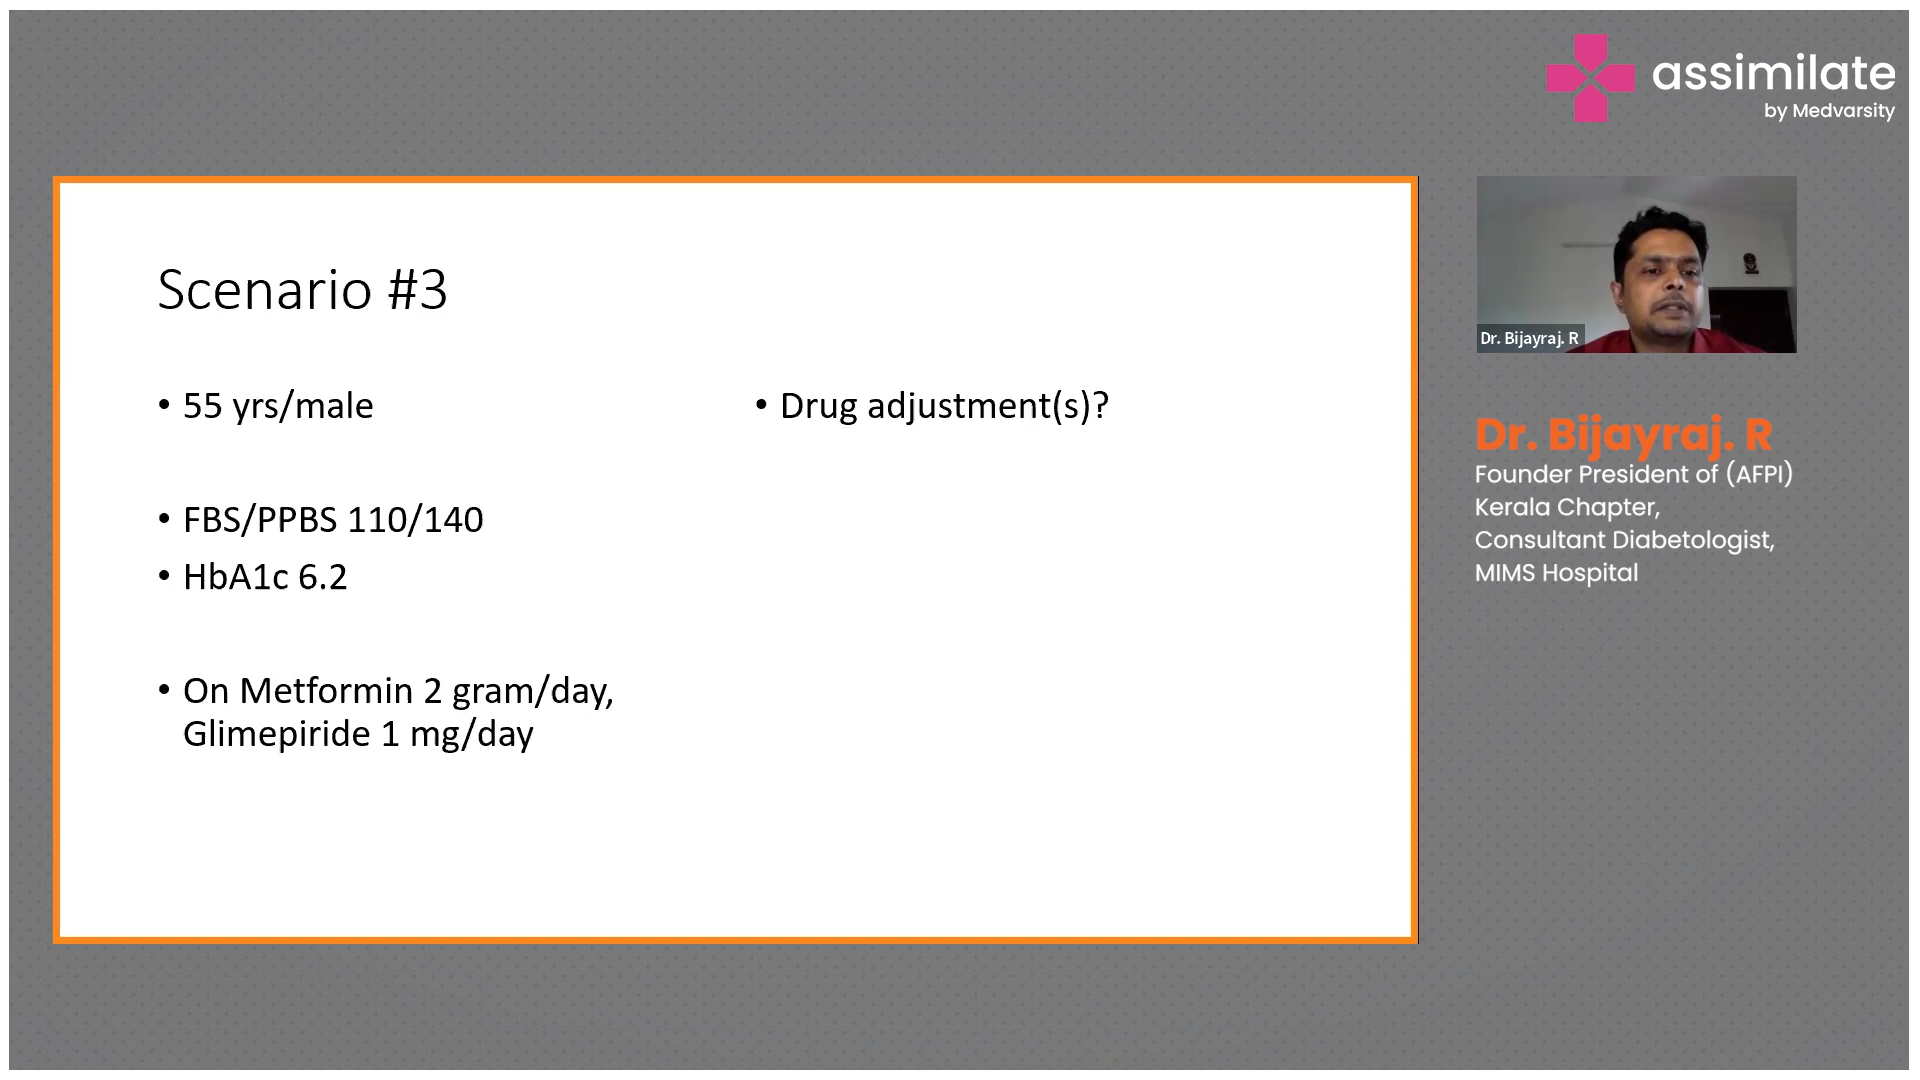 assimilate
by Medvarsity
Scenario #3
• 55 yrs/male
• FBS/PPBS 110/140
• HbA1c 6.2
• On Metformin 2 gram/day,
Glimepiride 1 mg/day
• Drug adjustment(s)?
Dr. Bijayraj. R
Dr. Bijayraj. R
Founder President of (AFPI)
Kerala Chapter,
Consultant Diabetologist,
MIMS Hospital